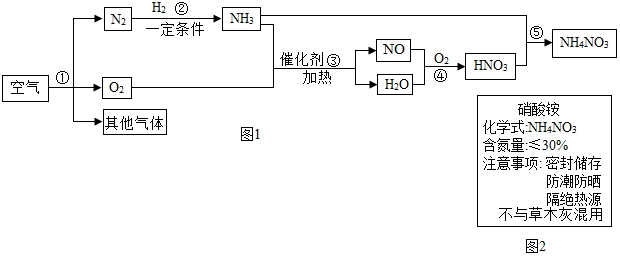 空气
①
N2
O2
其他气体
H2 ②
一定条件
NH3
催化剂 ③
加热
NO
H2O
O2
④
HNO3
⑤
NH4NO3
图1
硝酸铵
化学式:NH4NO3
含氮量:≤30%
注意事项: 密封储存
防潮防晒
隔绝热源
不与草木灰混用
图2